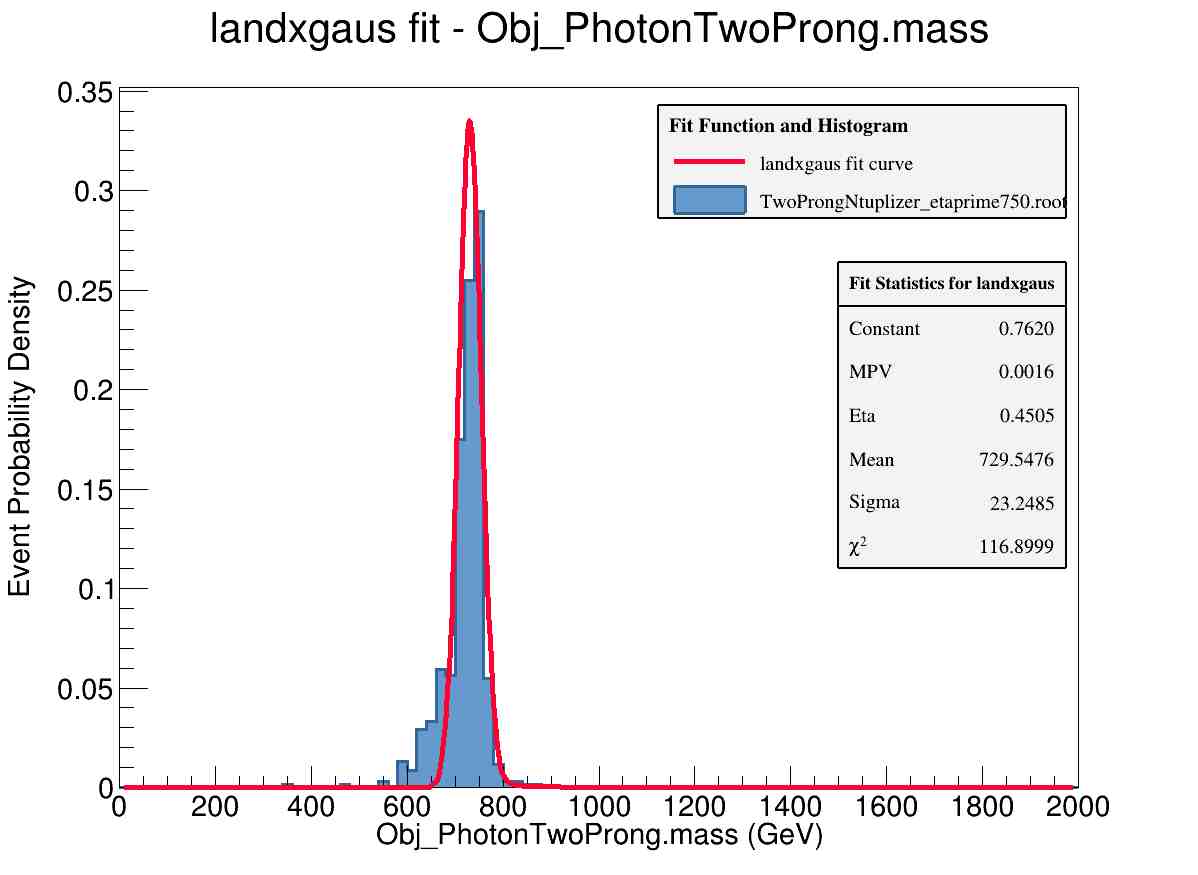 landxgaus fit - Obj_PhotonTwoProng.mass
Event Probability Density
0.35
0.3
0.25
0.2
0.15
0.1
0.05
0
Fit Function and Histogram
landxgaus fit curve
TwoProngNtuplizer_etaprime750.root
Fit Statistics for landxgaus
Constant 0.7620
MPV 0.0016
Eta 0.4505
Mean 729.5476
Sigma 23.2485
χ² 116.8999
0 200 400 600 800 1000 1200 1400 1600 1800 2000
Obj_PhotonTwoProng.mass (GeV)